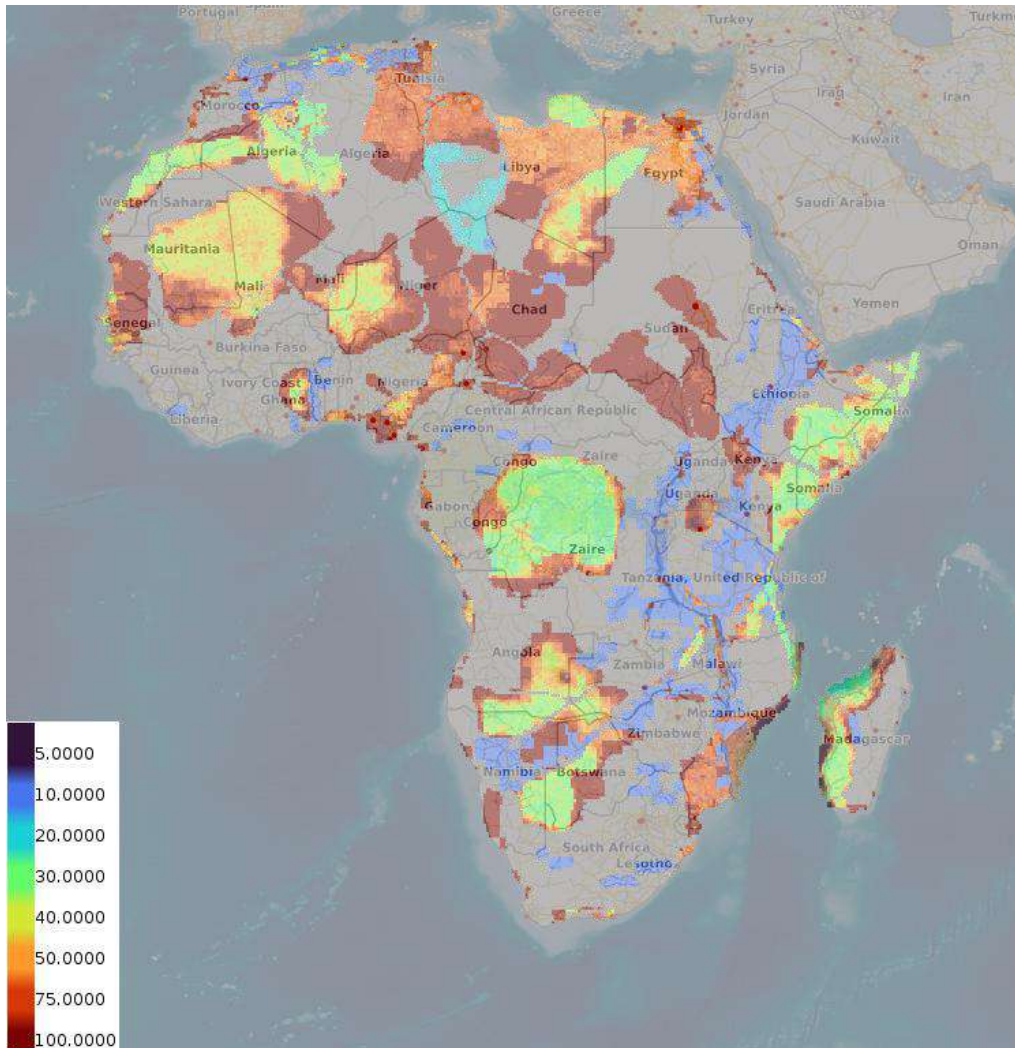 Portugal
Greece
Turkey
Syria
Iraq
Iran
Jordan
Kuwait
Tunisia
Morocco
Algeria
Algeria
Libya
Egypt
Saudi Arabia
Western Sahara
Oman
Mauritania
Mali
Mali
Niger
Chad
Yemen
Eritrea
Senegal
Sudan
Burkina Faso
Guinea
Ivory Coast
Benin
Nigeria
Ghana
Ethiopia
Somalia
Liberia
Central African Republic
Cameroon
Congo
Zaire
Uganda
Kenya
Somalia
Uganda
Gabon
Kenya
Congo
Zaire
Tanzania, United Republic of
Angola
Zambia
Malawi
Mozambique
Zimbabwe
Madagascar
Namibia
Botswana
South Africa
Lesotho
5.0000
10.0000
20.0000
30.0000
40.0000
50.0000
75.0000
100.0000